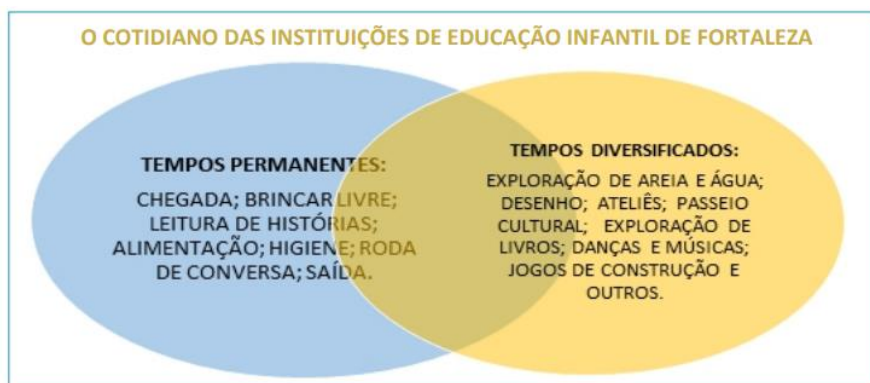 O COTIDIANO DAS INSTITUIÇÕES DE EDUCAÇÃO INFANTIL DE FORTALEZA
TEMPOS PERMANENTES:
CHEGADA; BRINCAR LIVRE;
LEITURA DE HISTÓRIAS;
ALIMENTAÇÃO; HIGIENE; RODA
DE CONVERSA; SAÍDA.
TEMPOS DIVERSIFICADOS:
EXPLORAÇÃO DE AREIA E ÁGUA;
DESENHO; ATELIÊS; PASSEIO
CULTURAL; EXPLORAÇÃO DE
LIVROS; DANÇAS E MÚSICAS;
JOGOS DE CONSTRUÇÃO E
OUTROS.